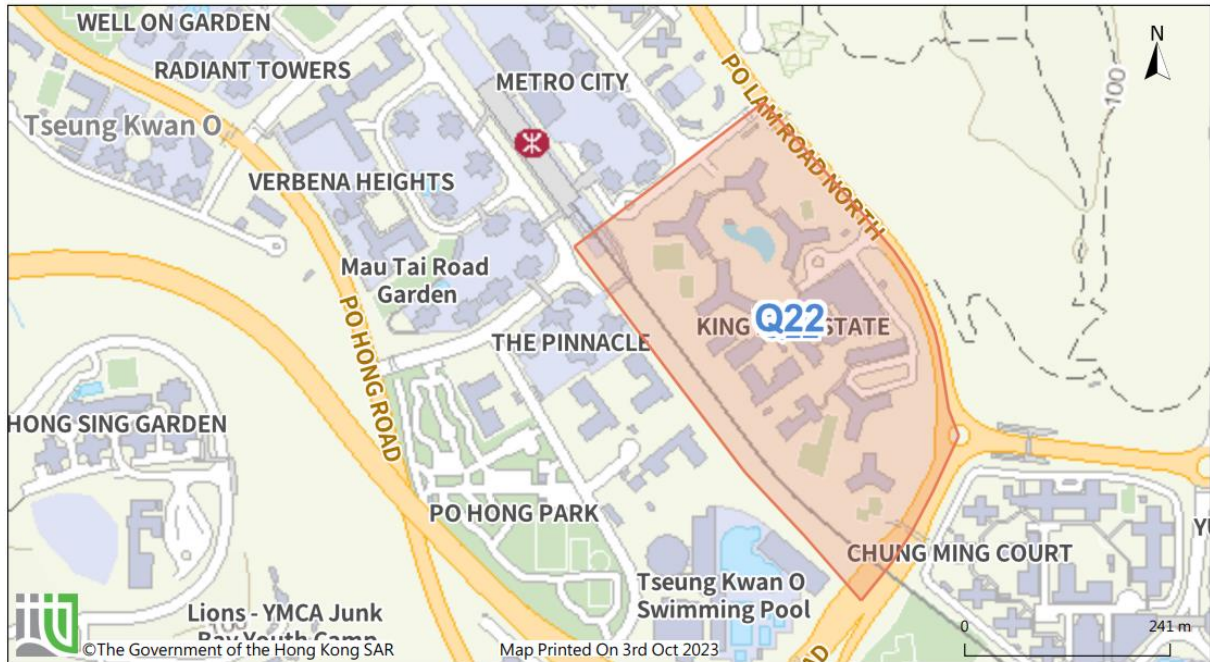 WELL ON GARDEN
RADIANT TOWERS
METRO CITY
PO LAM ROAD NORTH
N
100
Tseung Kwan O
VERBENA HEIGHTS
Mau Tai Road
Garden
PO HONG ROAD
THE PINNACLE
KING
Q22
STATE
HONG SING GARDEN
PO HONG PARK
CHUNG MING COURT
Tseung Kwan O
Swimming Pool
Lions - YMCA Junk
Bay Youth Camp
©The Government of the Hong Kong SAR
Map Printed On 3rd Oct 2023
0
241 m